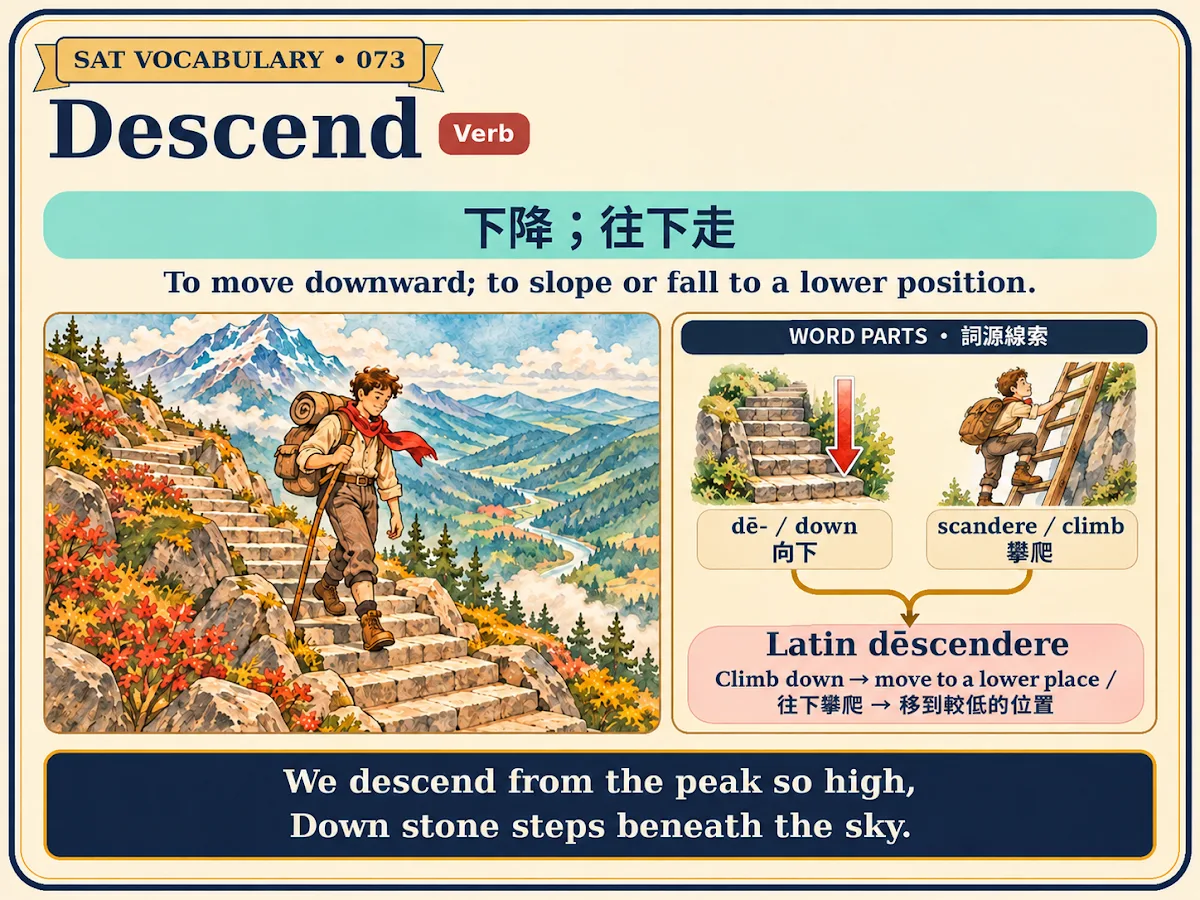 SAT VOCABULARY • 073
Descend
Verb
下降；往下走
To move downward; to slope or fall to a lower position.
WORD PARTS • 詞源線索
dē- / down
向下
scandere / climb
攀爬
Latin dēscendere
Climb down → move to a lower place /
往下攀爬 → 移到較低的位置
We descend from the peak so high,
Down stone steps beneath the sky.